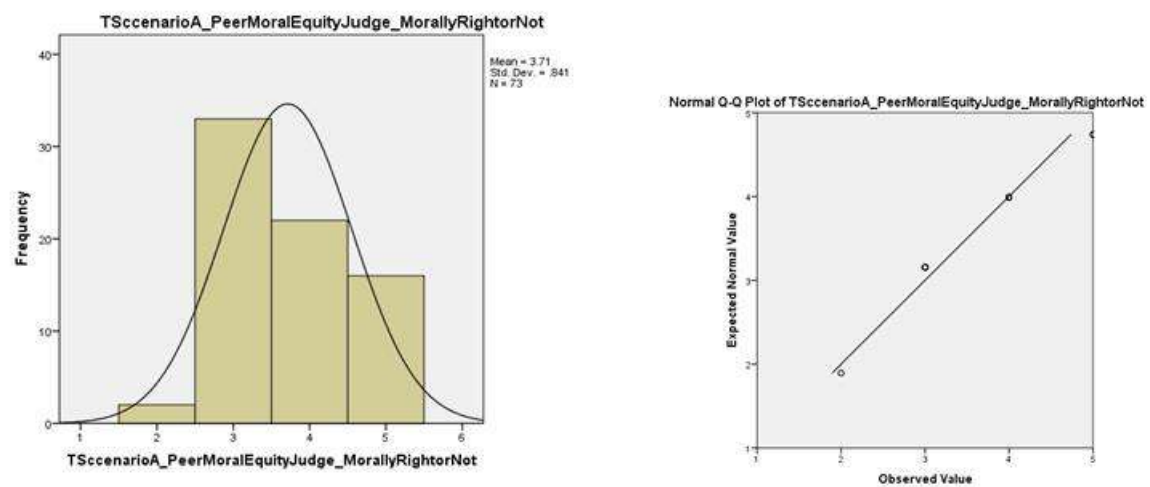 TSccenarioA_PeerMoralEquityJudge_MorallyRightorNot
Mean = 3.71
Std. Dev. = .841
N = 73
Frequency
40
30
20
10
0
1 2 3 4 5 6
TSccenarioA_PeerMoralEquityJudge_MorallyRightorNot
Normal Q-Q Plot of TSccenarioA_PeerMoralEquityJudge_MorallyRightorNot
Expected Normal Value
5
4
3
2
1
1 2 3 4 5
Observed Value